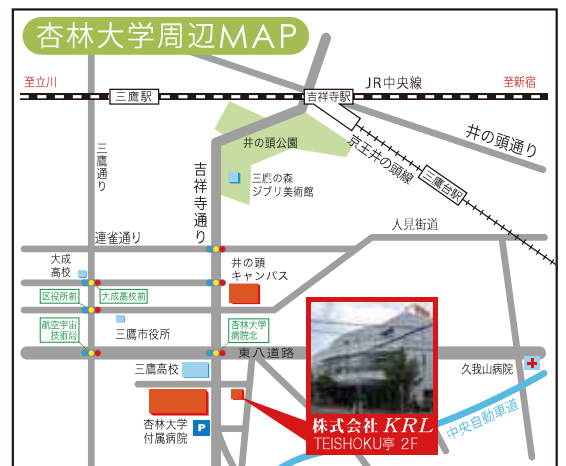 杏林大学周辺MAP
至立川
JR中央線
至新宿
三鷹駅
吉祥寺駅
井の頭通り
井の頭公園
京王井の頭線
三鷹通り
吉祥寺通り
三鷹の森
ジブリ美術館
三鷹台駅
人見街道
連雀通り
大成
高校
井の頭
キャンパス
区役所前
大成高校前
航空宇宙
技術局
三鷹市役所
杏林大学
病院北
東八道路
三鷹高校
久我山病院
杏林大学
付属病院
P
株式会社 KRL
TEISHOKU亭 2F
中央自動車道